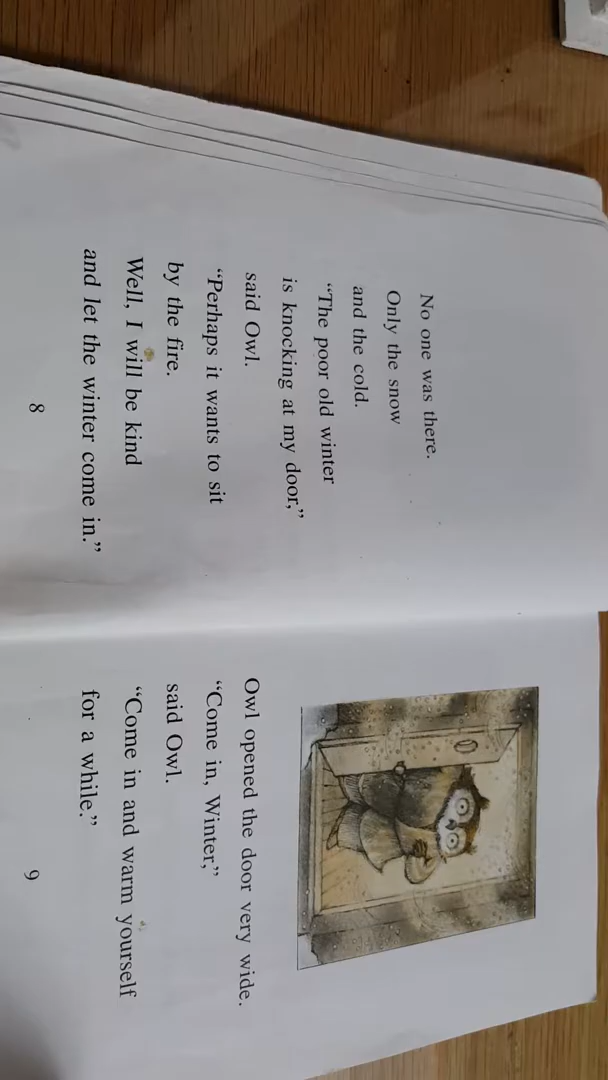 No one was there.
Only the snow
and the cold.
“The poor old winter
is knocking at my door,”
said Owl.
“Perhaps it wants to sit
by the fire.
Well, I will be kind
and let the winter come in.”
8
Owl opened the door very wide.
“Come in, Winter,”
said Owl.
“Come in and warm yourself
for a while.”
9